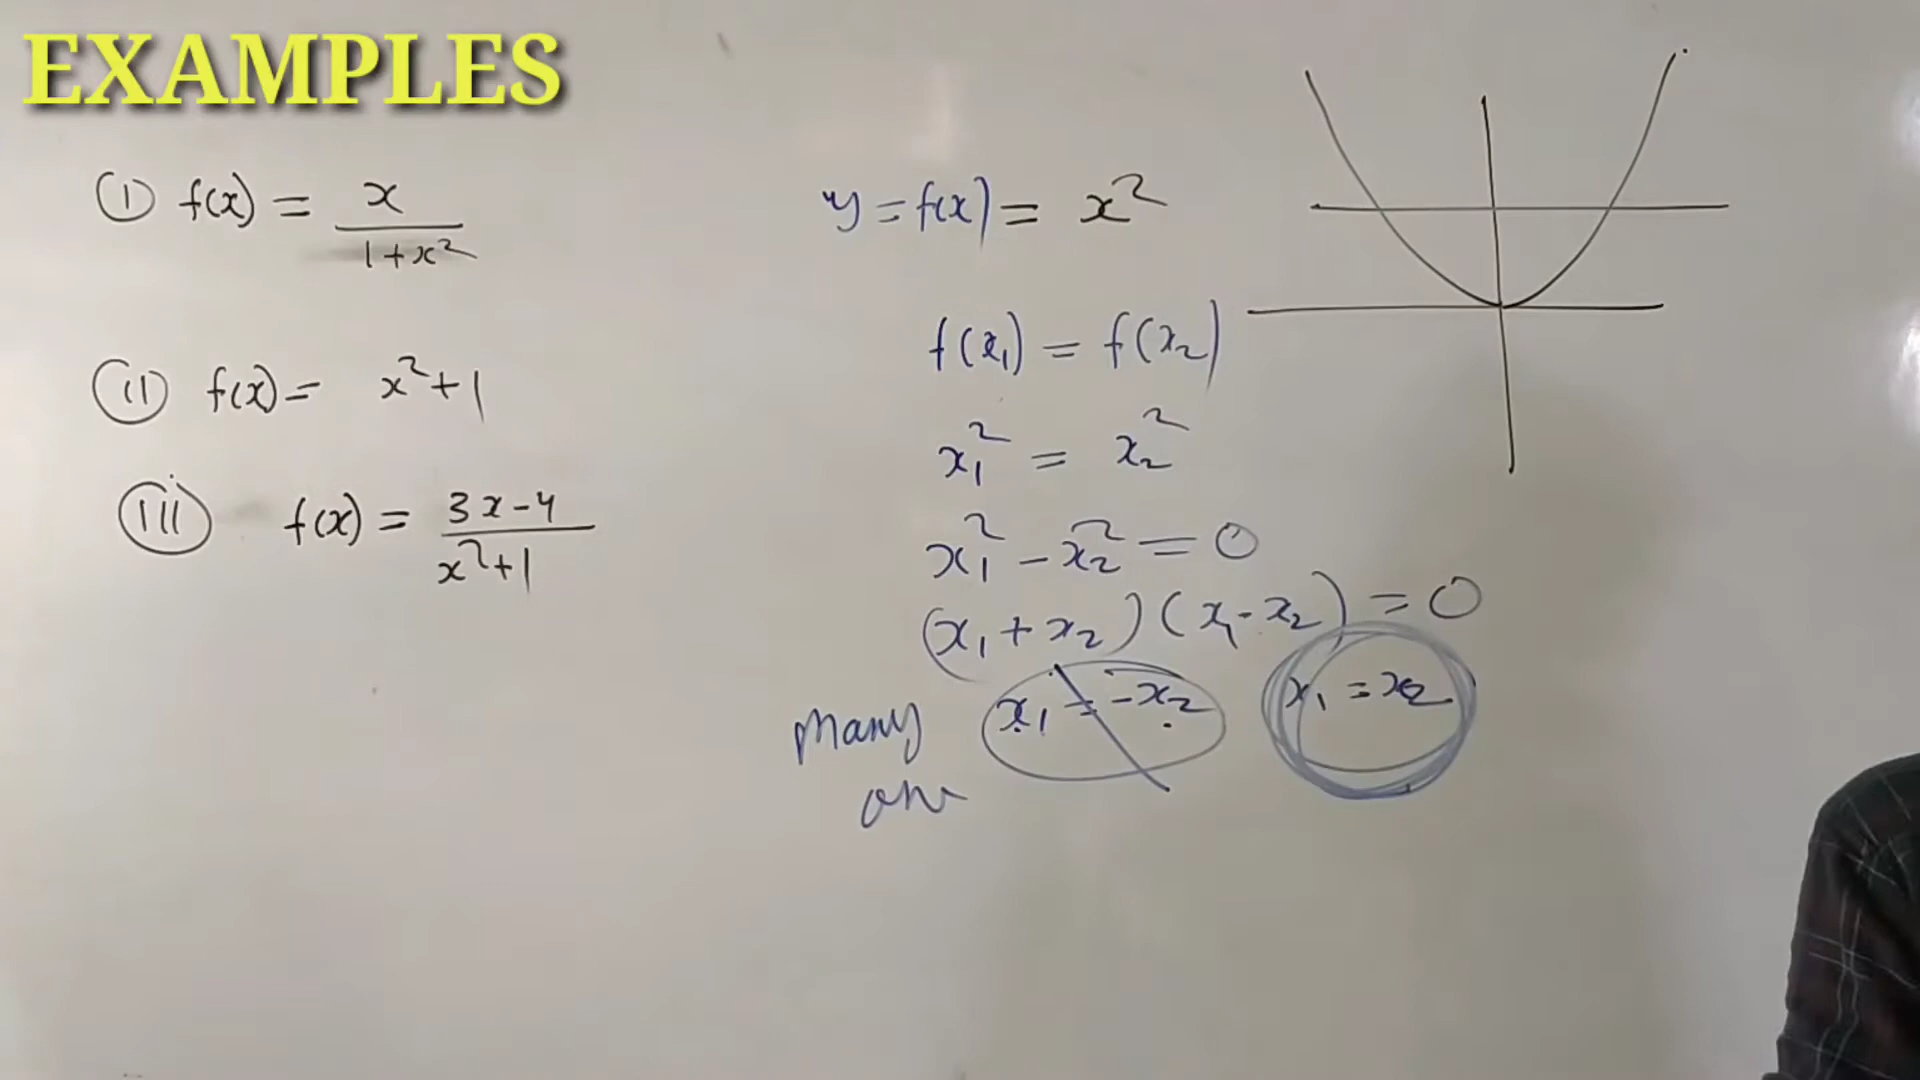 EXAMPLES
(I) f(x) = x / 1+x²
(II) f(x) = x²+1
(III) f(x) = 3x-4 / x²+1
y = f(x) = x²
f(x₁) = f(x₂)
x₁² = x₂²
x₁² - x₂² = 0
(x₁ + x₂)(x₁ - x₂) = 0
x₁ = -x₂ x₁ = x₂
Many
one